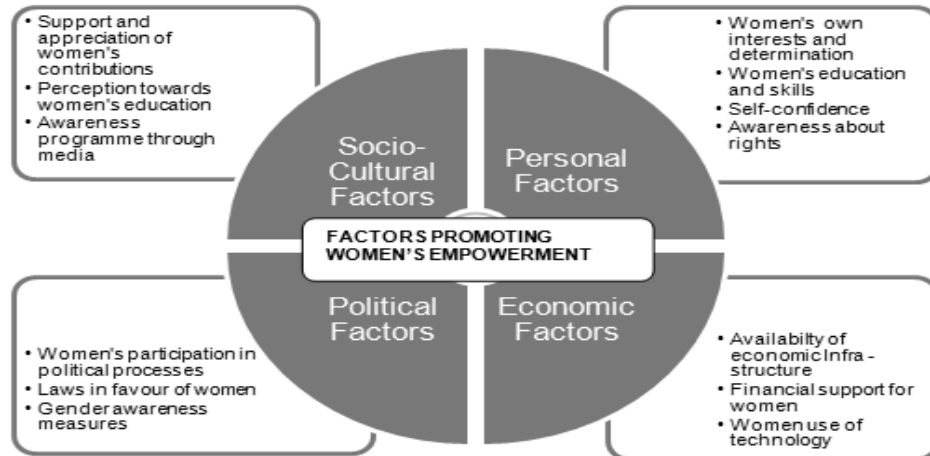 • Support and
appreciation of
women's
contributions
• Perception towards
women's education
• Awareness
programme through
media
• Women's own
interests and
determination
• Women's education
and skills
• Self-confidence
• Awareness about
rights
Socio-
Cultural
Factors
Personal
Factors
FACTORS PROMOTING
WOMEN'S EMPOWERMENT
Political
Factors
Economic
Factors
• Women's participation in
political processes
• Laws in favour of women
• Gender awareness
measures
• Availabilty of
economic Infra -
structure
• Financial support for
women
• Women use of
technology